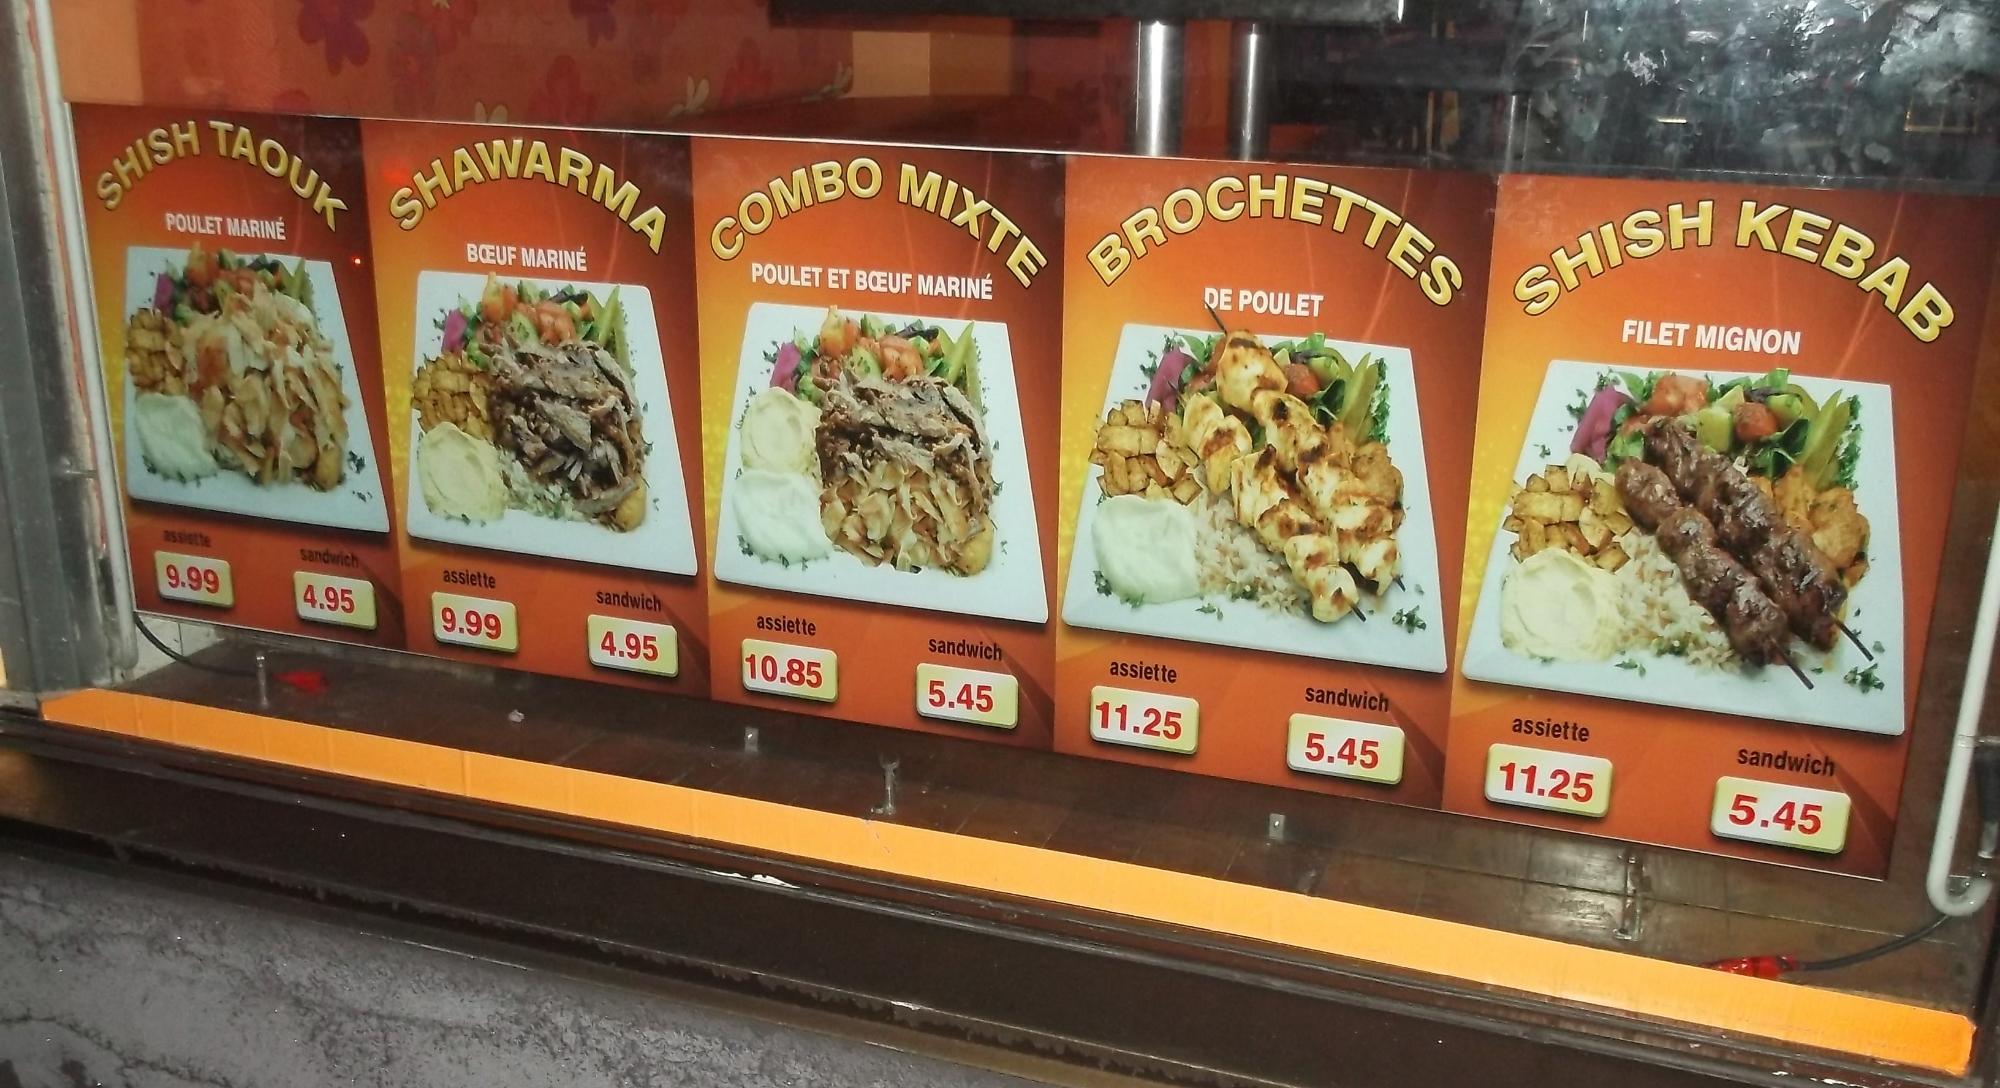 SHISH TAOUK
POULET MARINÉ
assiette
9.99
sandwich
4.95
SHAWARMA
BŒUF MARINÉ
assiette
9.99
sandwich
4.95
COMBO MIXTE
POULET ET BŒUF MARINÉ
assiette
10.85
sandwich
5.45
BROCHETTES
DE POULET
assiette
11.25
sandwich
5.45
SHISH KEBAB
FILET MIGNON
assiette
11.25
sandwich
5.45